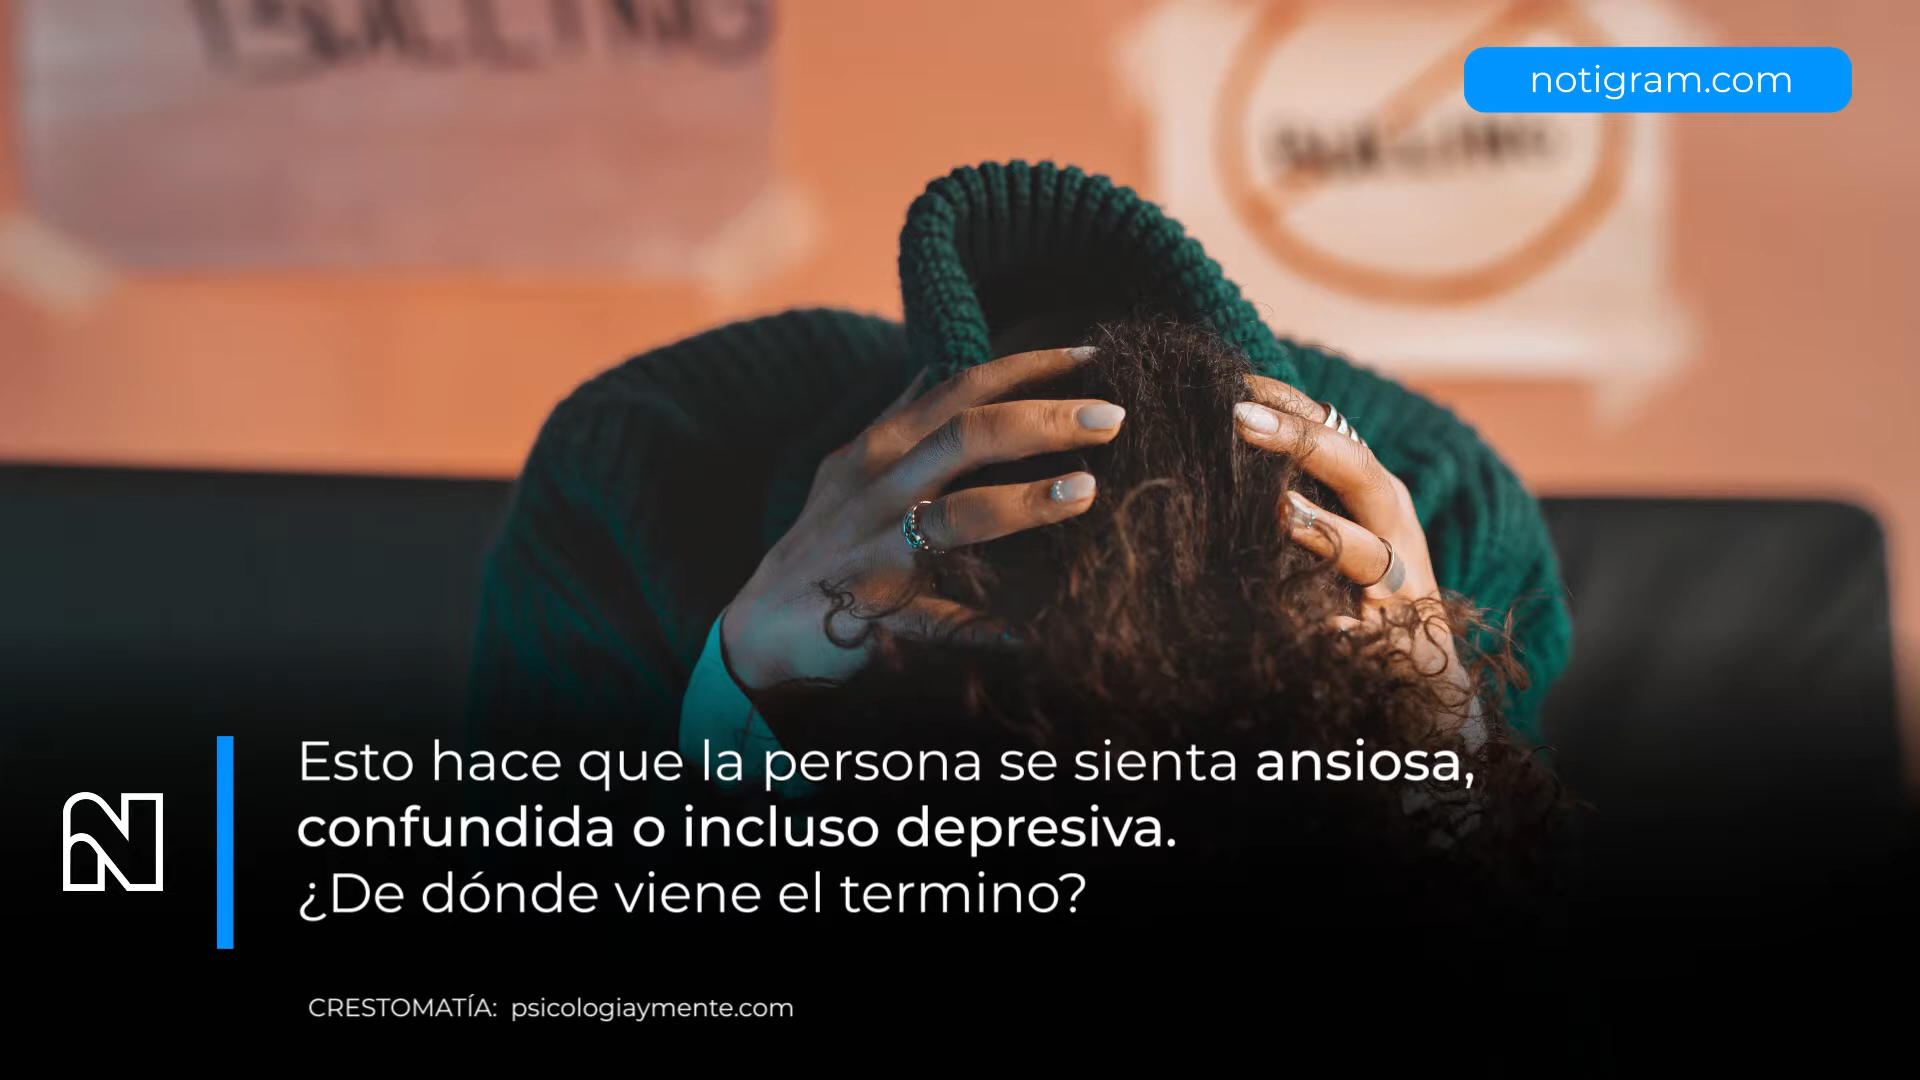 notigram.com
Esto hace que la persona se sienta ansiosa,
confundida o incluso depresiva.
¿De dónde viene el termino?
CRESTOMATÍA: psicologiaymente.com